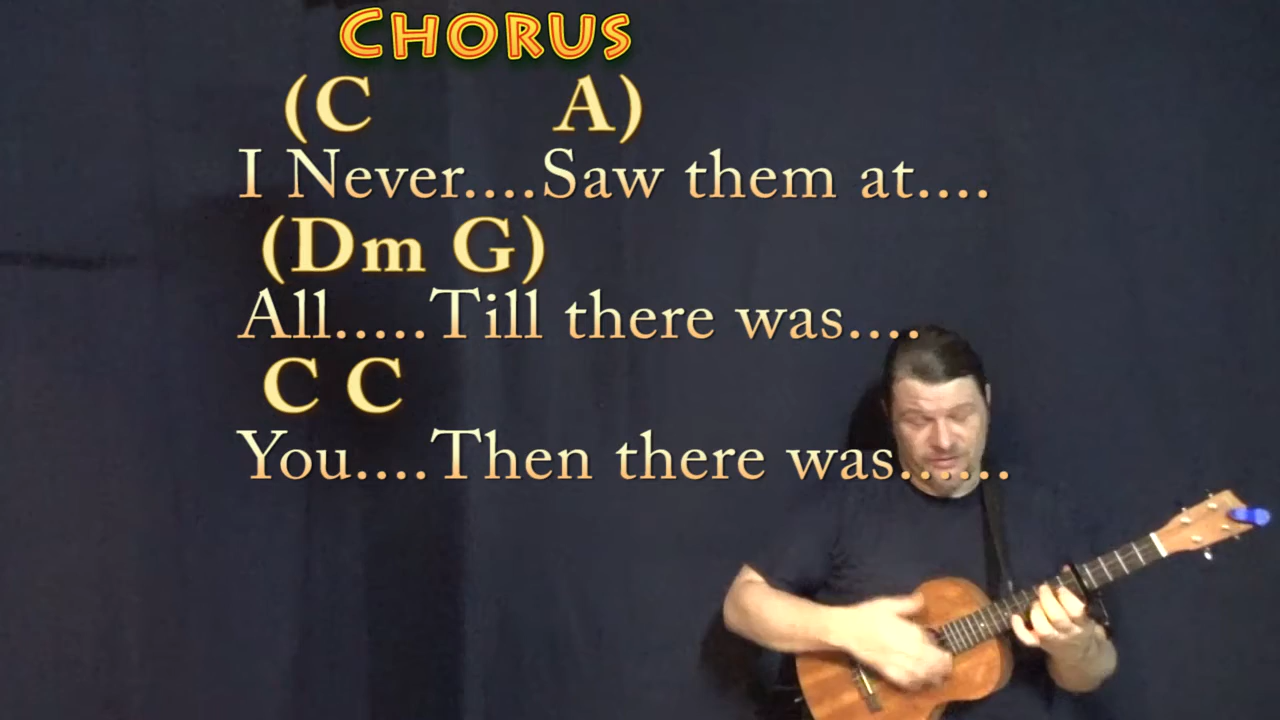 CHORUS
(C A)
I Never....Saw them at....
(Dm G)
All.....Till there was....
C C
You....Then there was......